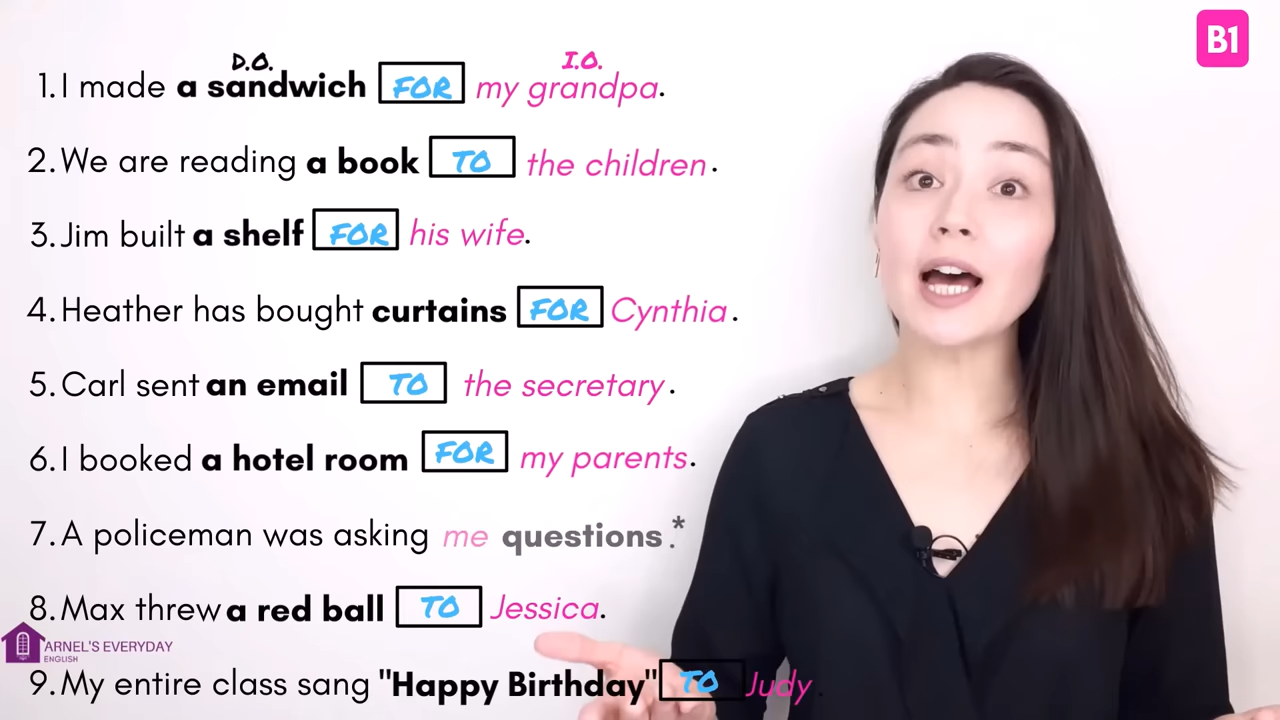 B1
D.O. I.O.
1. I made a sandwich FOR my grandpa.
2. We are reading a book TO the children.
3. Jim built a shelf FOR his wife.
4. Heather has bought curtains FOR Cynthia.
5. Carl sent an email TO the secretary.
6. I booked a hotel room FOR my parents.
7. A policeman was asking me questions.*
8. Max threw a red ball TO Jessica.
ARNEL'S EVERYDAY
ENGLISH
9. My entire class sang "Happy Birthday" TO Judy.